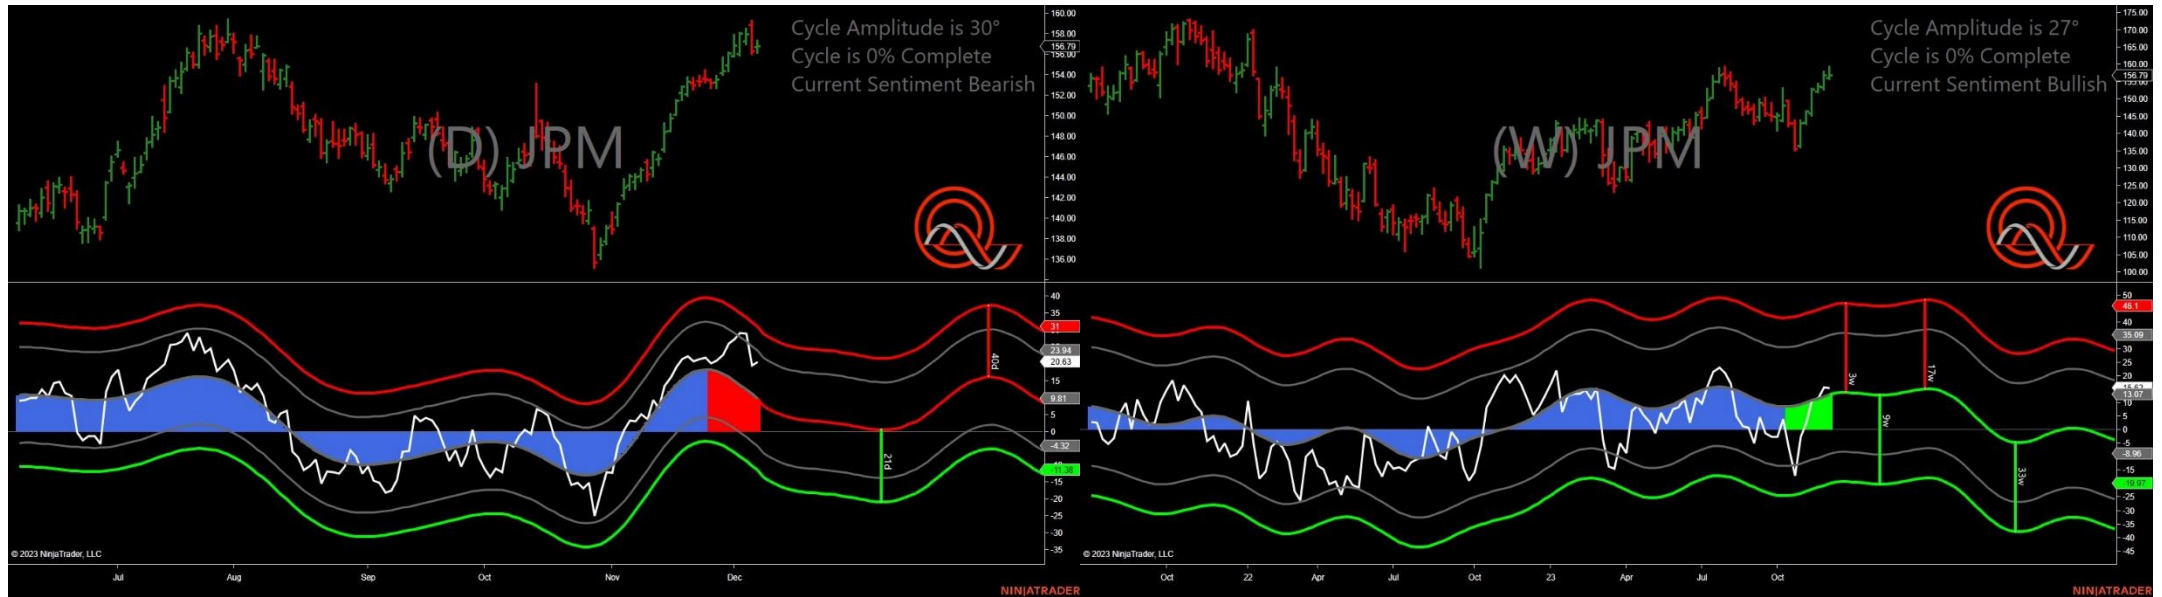 Cycle Amplitude is 30°
Cycle is 0% Complete
Current Sentiment Bearish
(D) JPM
160.00
158.00
156.79
156.00
154.00
152.00
150.00
148.00
146.00
144.00
142.00
140.00
138.00
136.00
40
35
31
23.94
20.63
15
9.81
5
0
-4.32
-11.38
-15
-20
-25
-30
-35
40d
21d
© 2023 NinjaTrader, LLC
Jul
Aug
Sep
Oct
Nov
Dec
NINJATRADER
Cycle Amplitude is 27°
Cycle is 0% Complete
Current Sentiment Bullish
(W) JPM
175.00
170.00
165.00
160.00
156.79
150.00
145.00
140.00
135.00
130.00
125.00
120.00
115.00
110.00
105.00
100.00
50
46.1
40
35.09
30
25
20
15.62
13.07
10
5
0
-5
-8.96
-15
-19.97
-25
-30
-35
-40
-45
3w
17w
9w
33w
© 2023 NinjaTrader, LLC
Oct
22
Apr
Jul
Oct
23
Apr
Jul
Oct
NINJATRADER